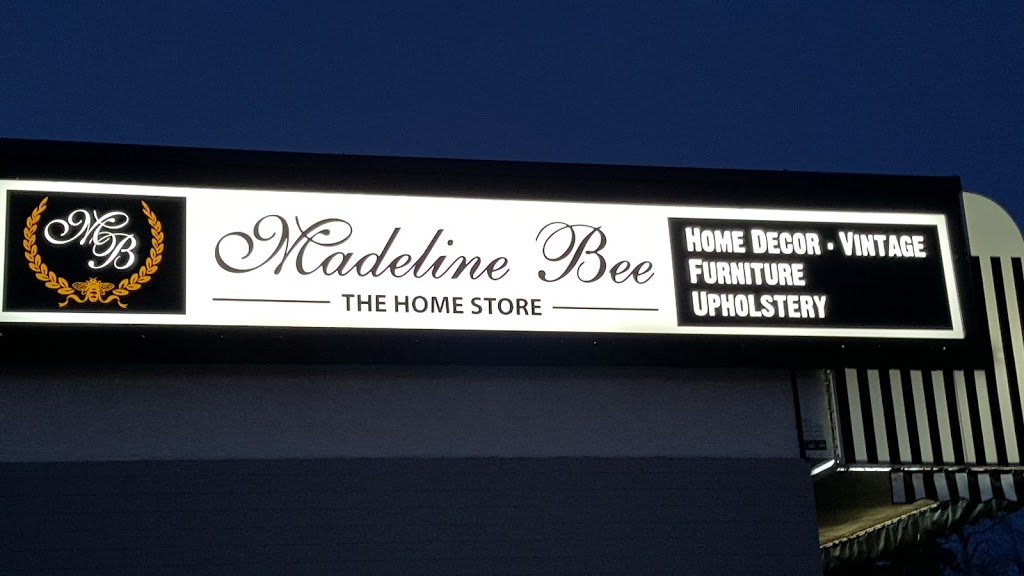 MB
Madeline Bee
THE HOME STORE
HOME DECOR · VINTAGE
FURNITURE
UPHOLSTERY